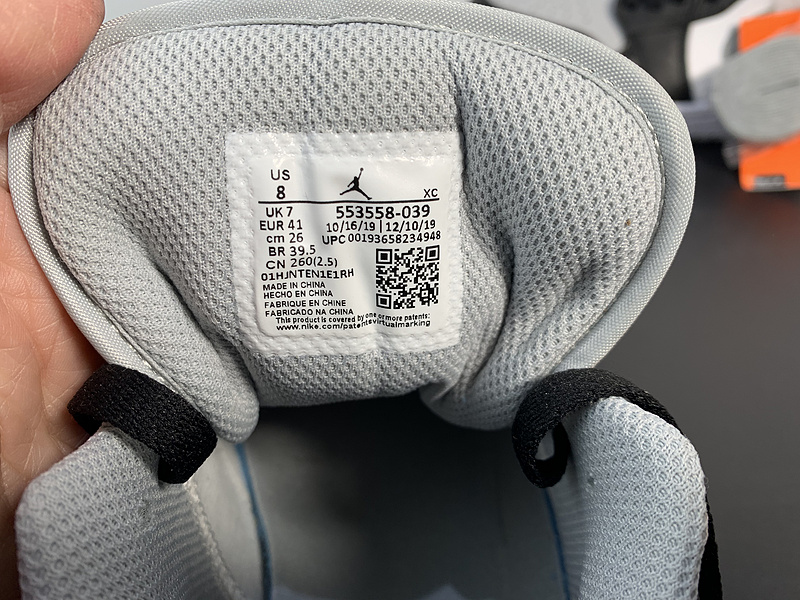 US
8
XC
UK 7 553558-039
EUR 41 10/16/19 | 12/10/19
cm 26 UPC 00193658234948
BR 39.5
CN 260(2.5)
01HJNTEN1E1RH
MADE IN CHINA
HECHO EN CHINA
FABRIQUE EN CHINE
FABRICADO NA CHINA
This product is covered by one or more patents:
www.nike.com/patentsvirtualmarking